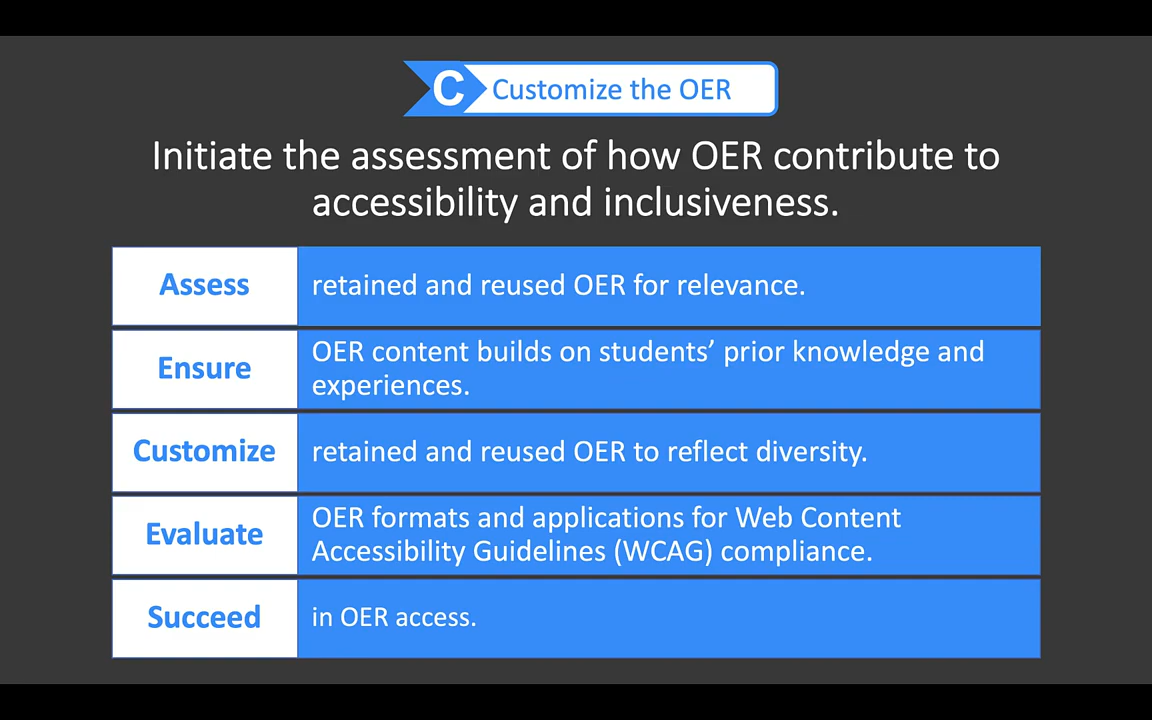 C Customize the OER
Initiate the assessment of how OER contribute to
accessibility and inclusiveness.
Assess
retained and reused OER for relevance.
Ensure
OER content builds on students’ prior knowledge and
experiences.
Customize
retained and reused OER to reflect diversity.
Evaluate
OER formats and applications for Web Content
Accessibility Guidelines (WCAG) compliance.
Succeed
in OER access.